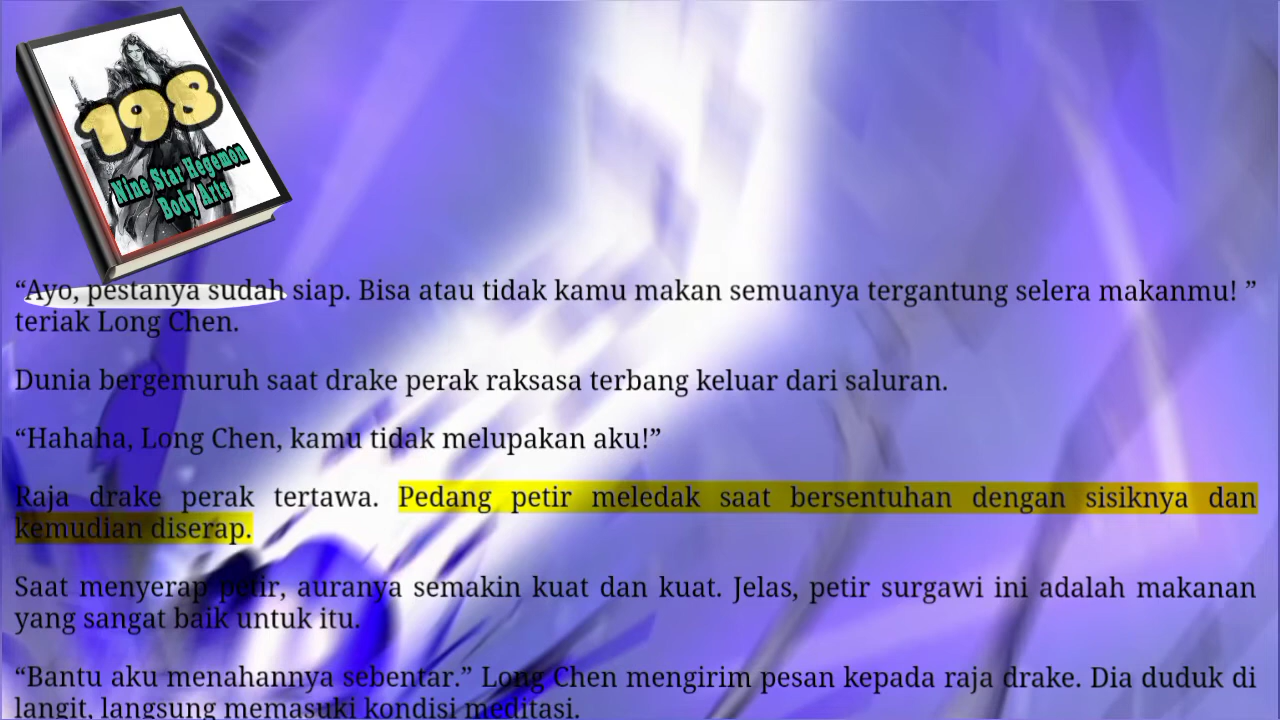 198
Nine Star Hegemon
Body Arts
“Ayo, pestanya sudah siap. Bisa atau tidak kamu makan semuanya tergantung selera makanmu! ”
teriak Long Chen.
Dunia bergemuruh saat drake perak raksasa terbang keluar dari saluran.
“Hahaha, Long Chen, kamu tidak melupakan aku!”
Raja drake perak tertawa. Pedang petir meledak saat bersentuhan dengan sisiknya dan
kemudian diserap.
Saat menyerap petir, auranya semakin kuat dan kuat. Jelas, petir surgawi ini adalah makanan
yang sangat baik untuk itu.
“Bantu aku menahannya sebentar.” Long Chen mengirim pesan kepada raja drake. Dia duduk di
langit, langsung memasuki kondisi meditasi.